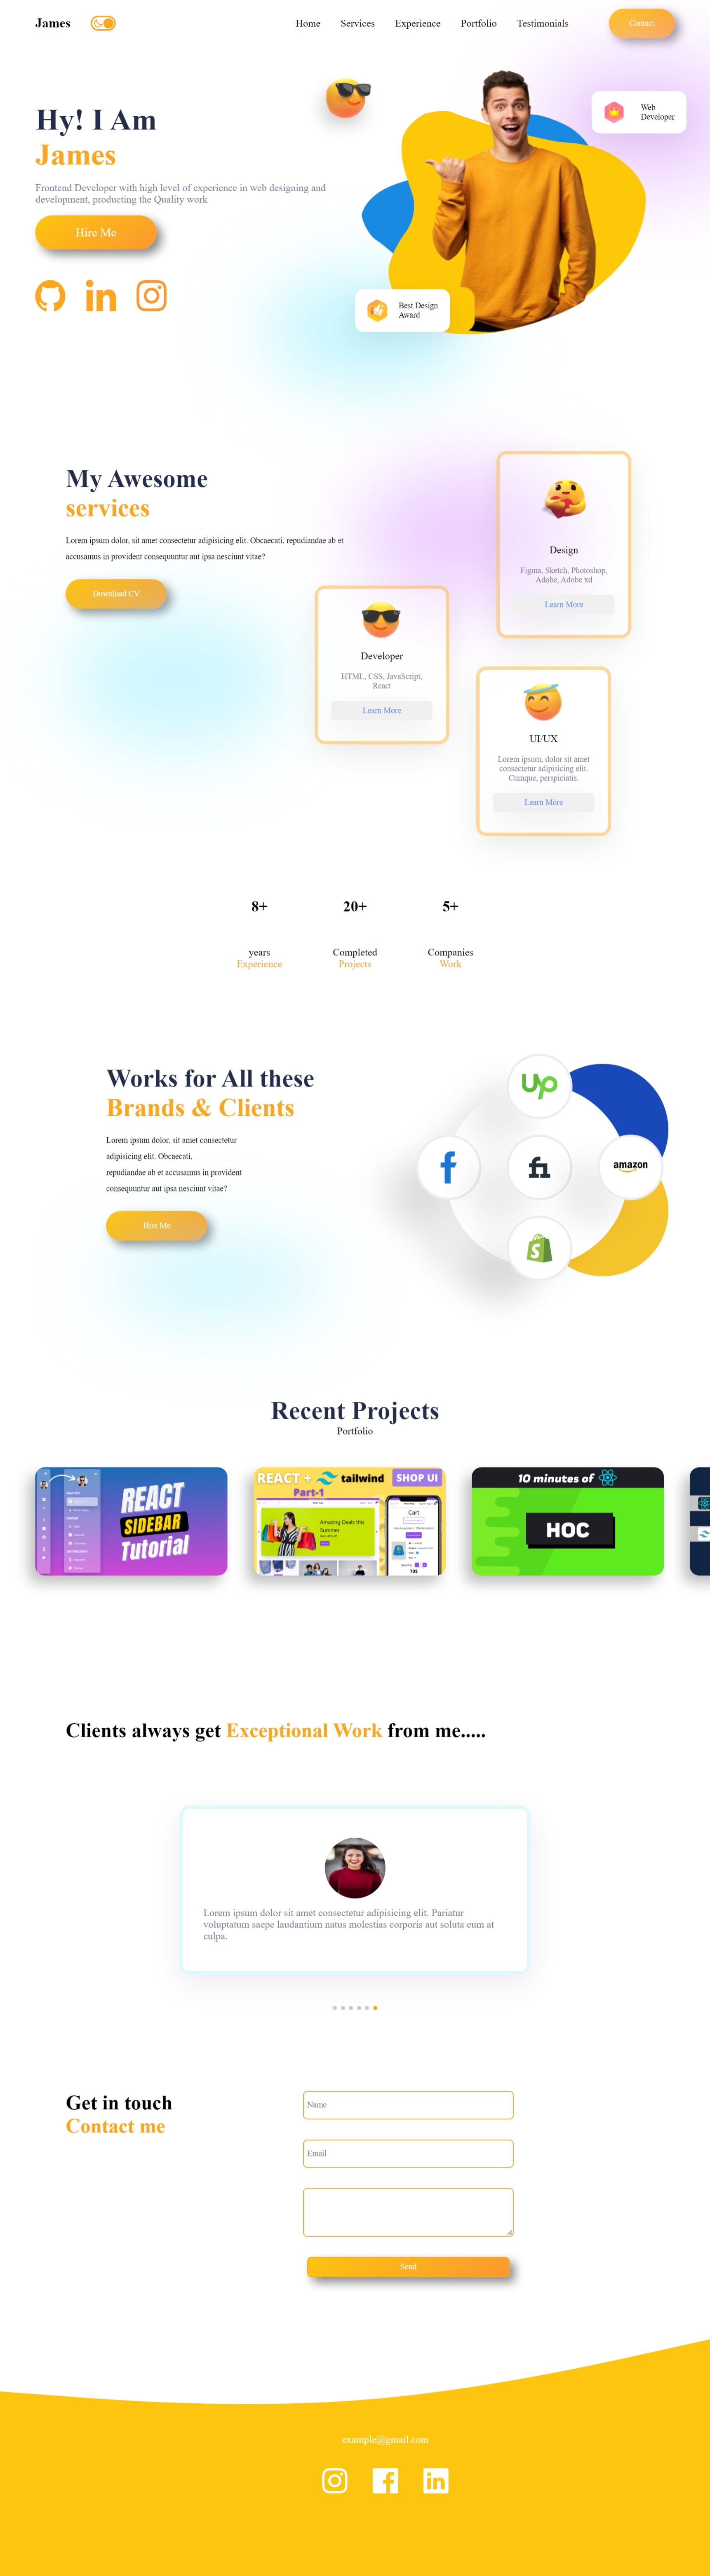 James
Home Services Experience Portfolio Testimonials
Contact
Hy! I Am
James
Frontend Developer with high level of experience in web designing and
development, producting the Quality work
Hire Me
Web
Developer
Best Design
Award
My Awesome
services
Lorem ipsum dolor, sit amet consectetur adipisicing elit. Obcaecati, repudiandae ab et
accusamus in provident consequuntur aut ipsa nesciunt vitae?
Download CV
Design
Figma, Sketch, Photoshop,
Adobe, Adobe xd
Learn More
Developer
HTML, CSS, JavaScript,
React
Learn More
UI/UX
Lorem ipsum, dolor sit amet
consectetur adipisicing elit.
Cumque, perspiciatis.
Learn More
8+
years
Experience
20+
Completed
Projects
5+
Companies
Work
Works for All these
Brands & Clients
Lorem ipsum dolor, sit amet consectetur
adipisicing elit. Obcaecati,
repudiandae ab et accusamus in provident
consequuntur aut ipsa nesciunt vitae?
Hire Me
Up
f
fi
amazon
S
Recent Projects
Portfolio
REACT
SIDEBAR
Tutorial
REACT + tailwind
Part-1
SHOP UI
Amazing Deals this
Summer
Cart
70$
10 minutes of
HOC
Clients always get Exceptional Work from me.....
Lorem ipsum dolor sit amet consectetur adipisicing elit. Pariatur
voluptatum saepe laudantium natus molestias corporis aut soluta eum at
culpa.
Get in touch
Contact me
Name
Email
Send
example@gmail.com